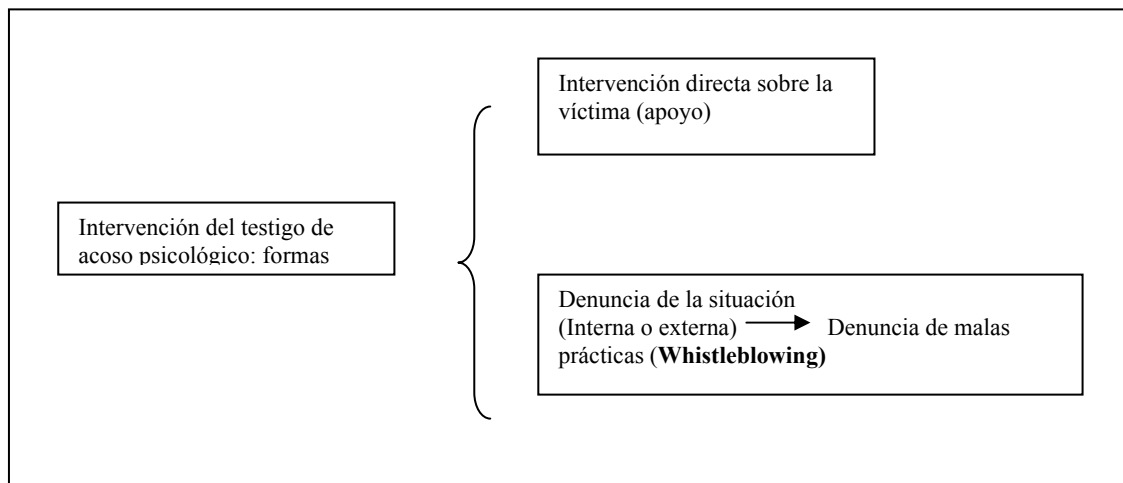 Intervención directa sobre la
víctima (apoyo)
Intervención del testigo de
acoso psicológico: formas
Denuncia de la situación
(Interna o externa) Denuncia de malas
prácticas (Whistleblowing)